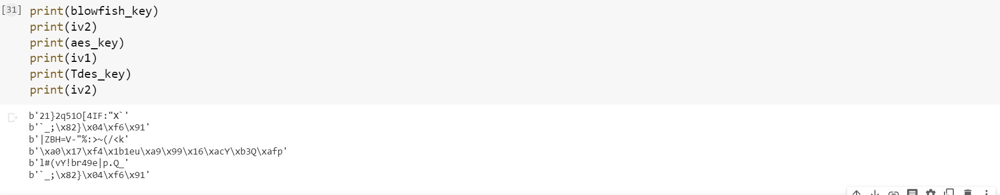 [31] print(blowfish_key)
print(iv2)
print(aes_key)
print(iv1)
print(Tdes_key)
print(iv2)
b'21}2q51O[4IF:"X`'
b'`_;\x82}\x04\xf6\x91'
b'|ZBH=V-"%:>~(/<k'
b'\xa0\x17\xf4\x1b1eu\xa9\x99\x16\xacY\xb3Q\xafp'
b'l#(vY!br49e|p.Q_'
b'`_;\x82}\x04\xf6\x91'